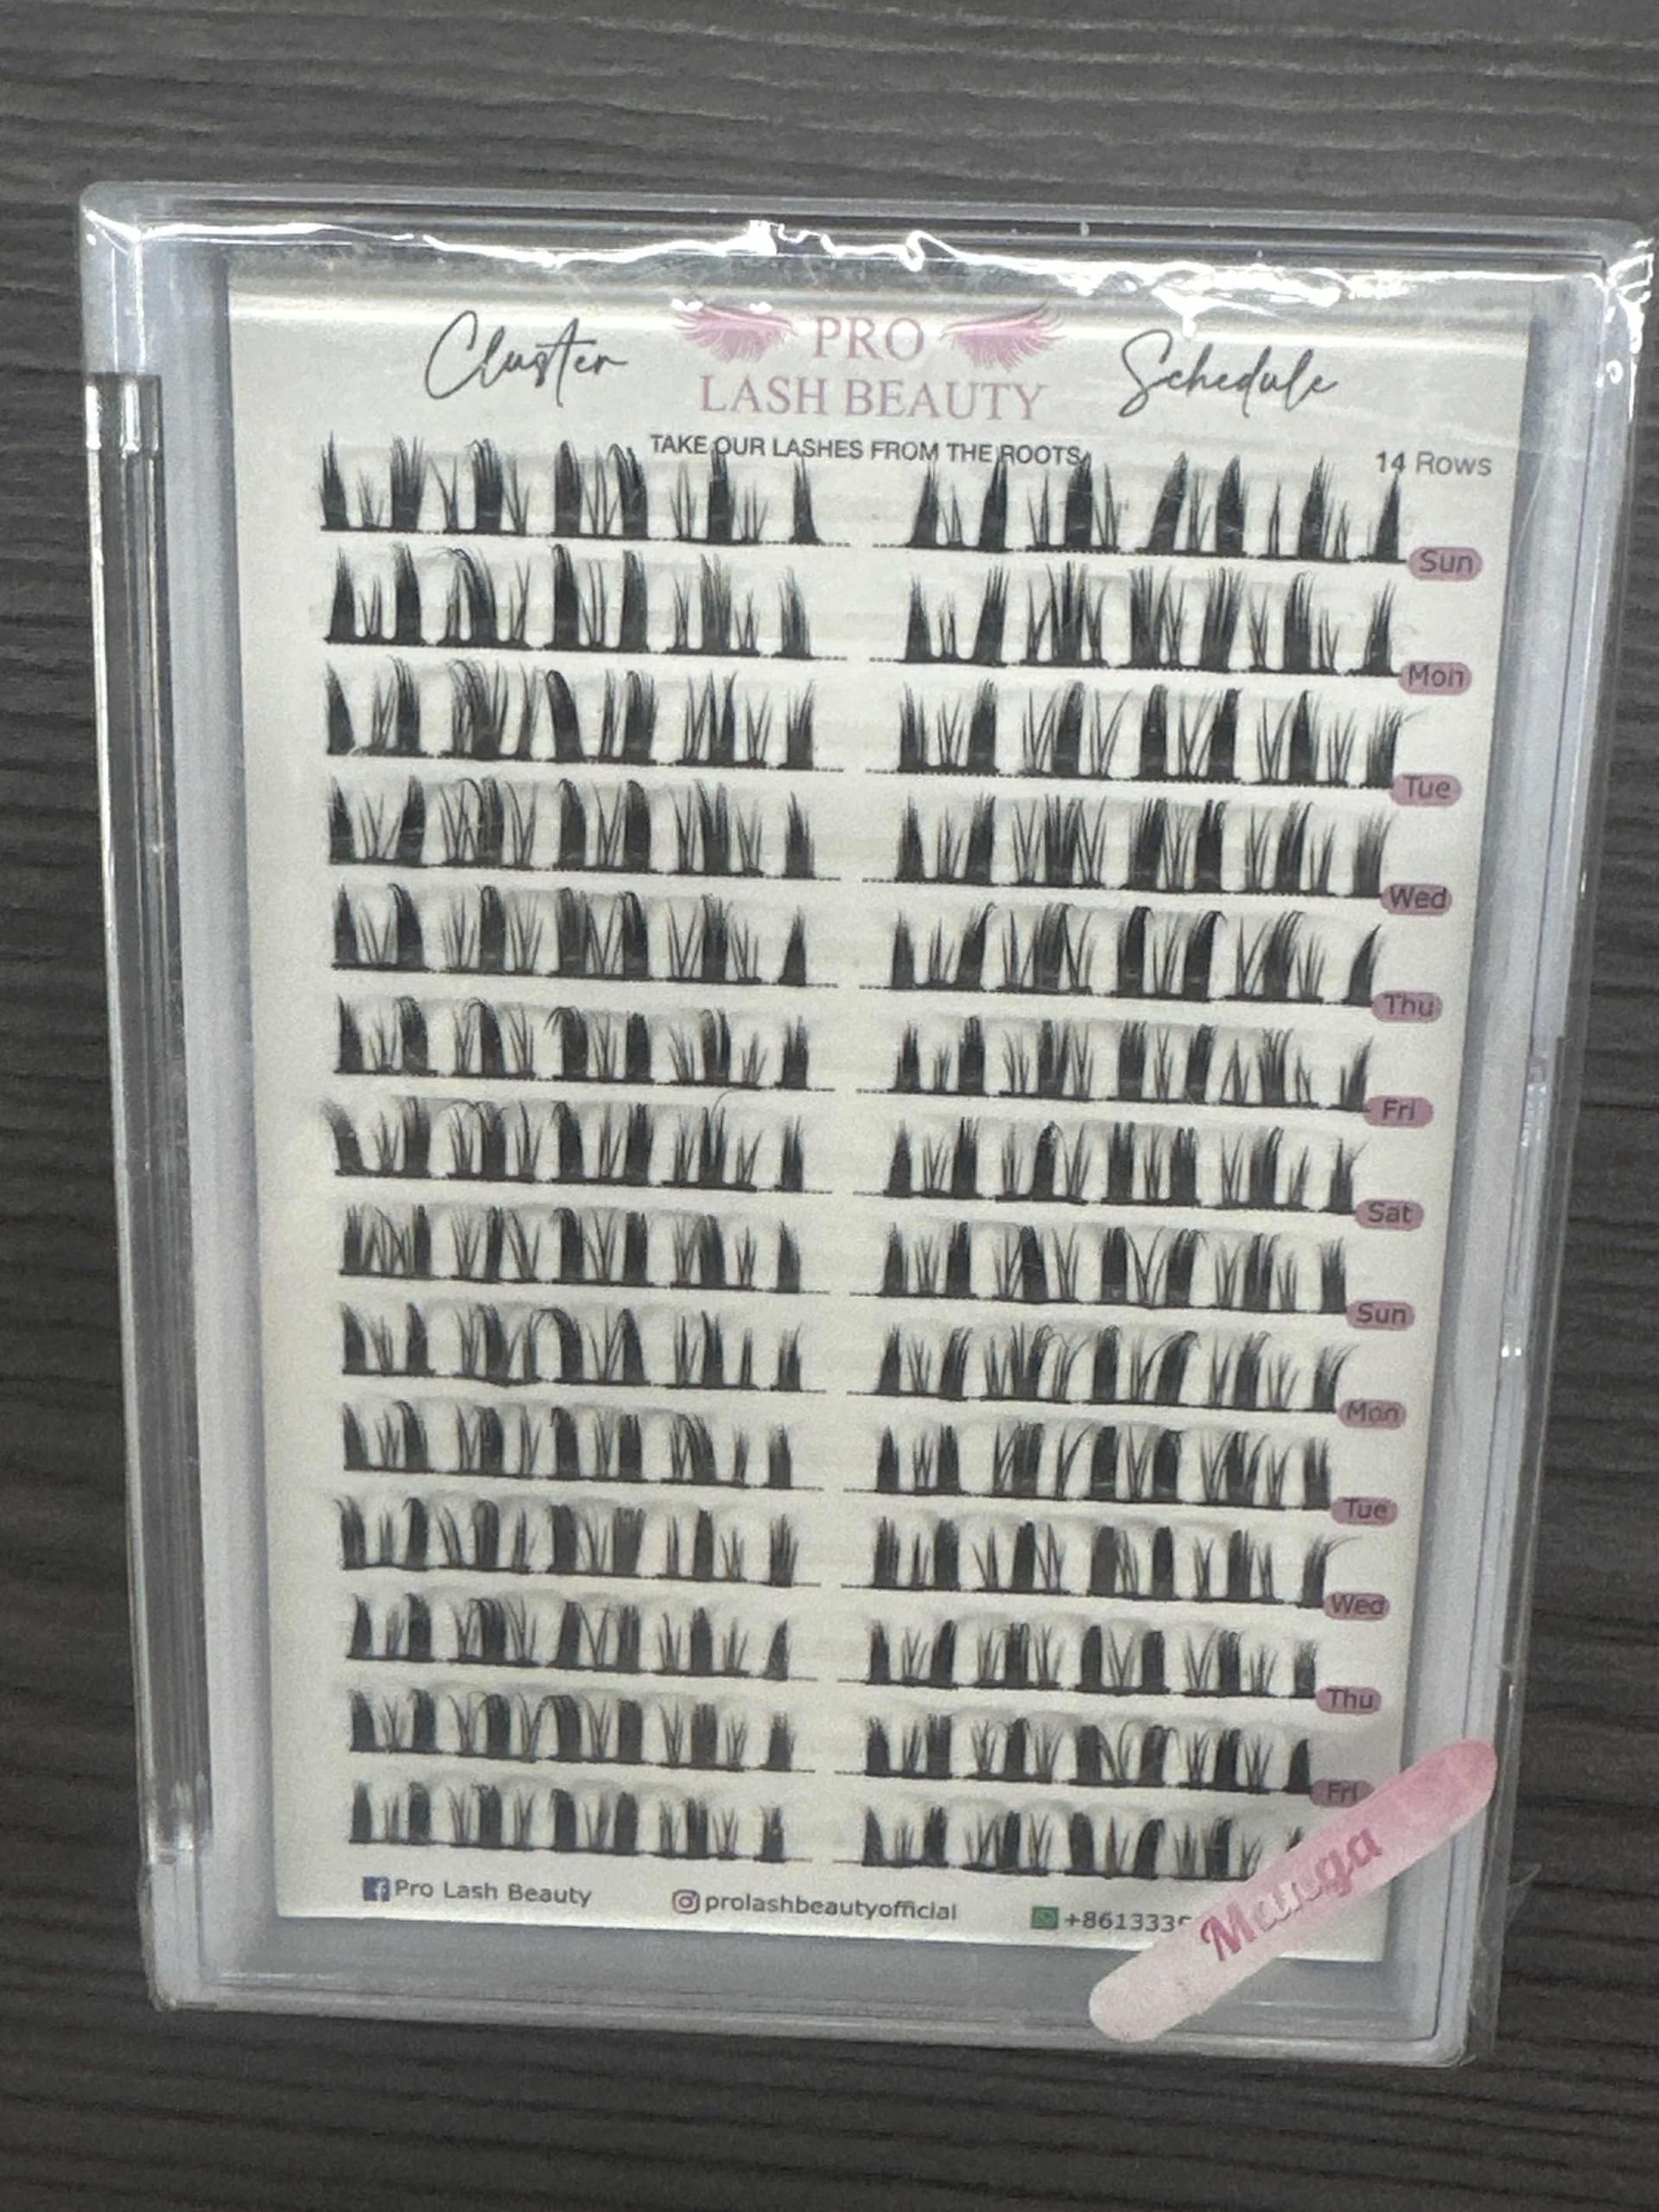 Cluster
PRO
LASH BEAUTY
Schedule
TAKE OUR LASHES FROM THE ROOTS
14 Rows
Sun
Mon
Tue
Wed
Thu
Fri
Sat
Sun
Mon
Tue
Wed
Thu
Fri
Pro Lash Beauty
prolashbeautyofficial
+861333
Manga